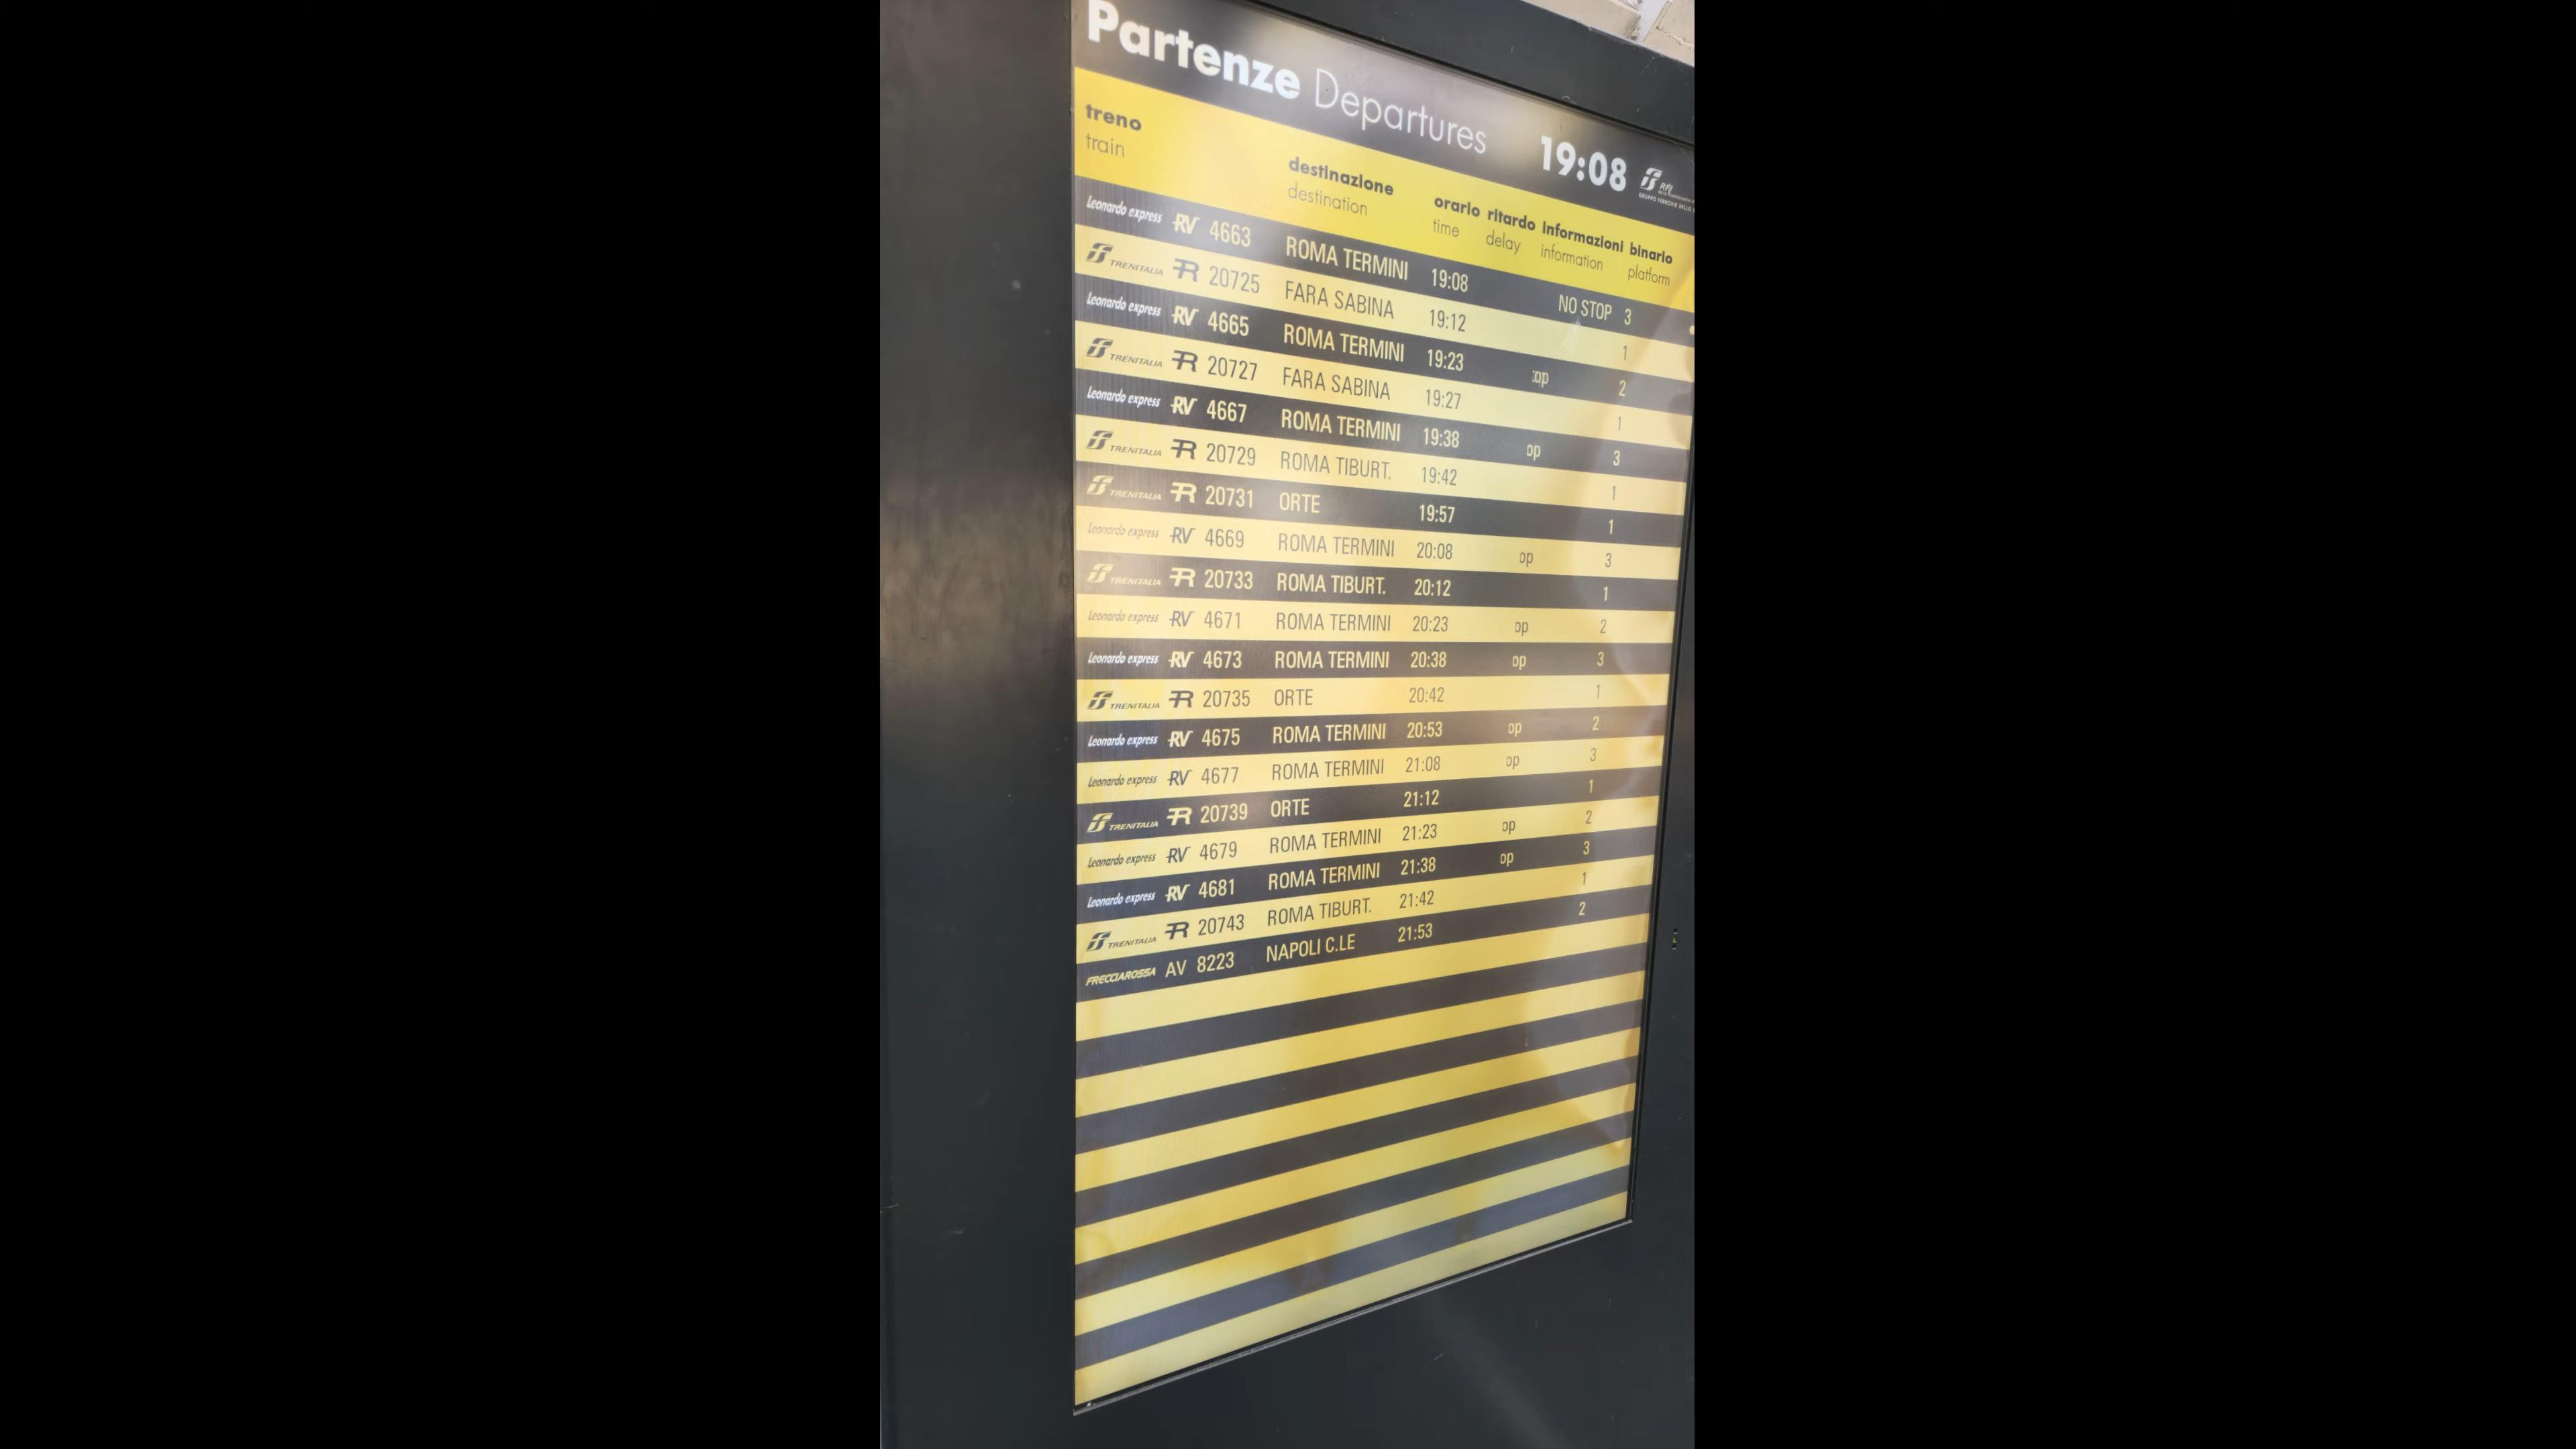 Partenze Departures 19:08 RFI
treno destinazione orario ritardo informazioni binario
train destination time delay information platform
Leonardo express RV 4663 ROMA TERMINI 19:08 NO STOP 3
TRENITALIA R 20725 FARA SABINA 19:12 1
Leonardo express RV 4665 ROMA TERMINI 19:23 op 2
TRENITALIA R 20727 FARA SABINA 19:27 1
Leonardo express RV 4667 ROMA TERMINI 19:38 op 3
TRENITALIA R 20729 ROMA TIBURT. 19:42 1
TRENITALIA R 20731 ORTE 19:57 1
Leonardo express RV 4669 ROMA TERMINI 20:08 op 3
TRENITALIA R 20733 ROMA TIBURT. 20:12 1
Leonardo express RV 4671 ROMA TERMINI 20:23 op 2
Leonardo express RV 4673 ROMA TERMINI 20:38 op 3
TRENITALIA R 20735 ORTE 20:42 1
Leonardo express RV 4675 ROMA TERMINI 20:53 op 2
Leonardo express RV 4677 ROMA TERMINI 21:08 op 3
TRENITALIA R 20739 ORTE 21:12 1
Leonardo express RV 4679 ROMA TERMINI 21:23 op 2
Leonardo express RV 4681 ROMA TERMINI 21:38 op 3
TRENITALIA R 20743 ROMA TIBURT. 21:42 1
FRECCIAROSSA AV 8223 NAPOLI C.LE 21:53 2